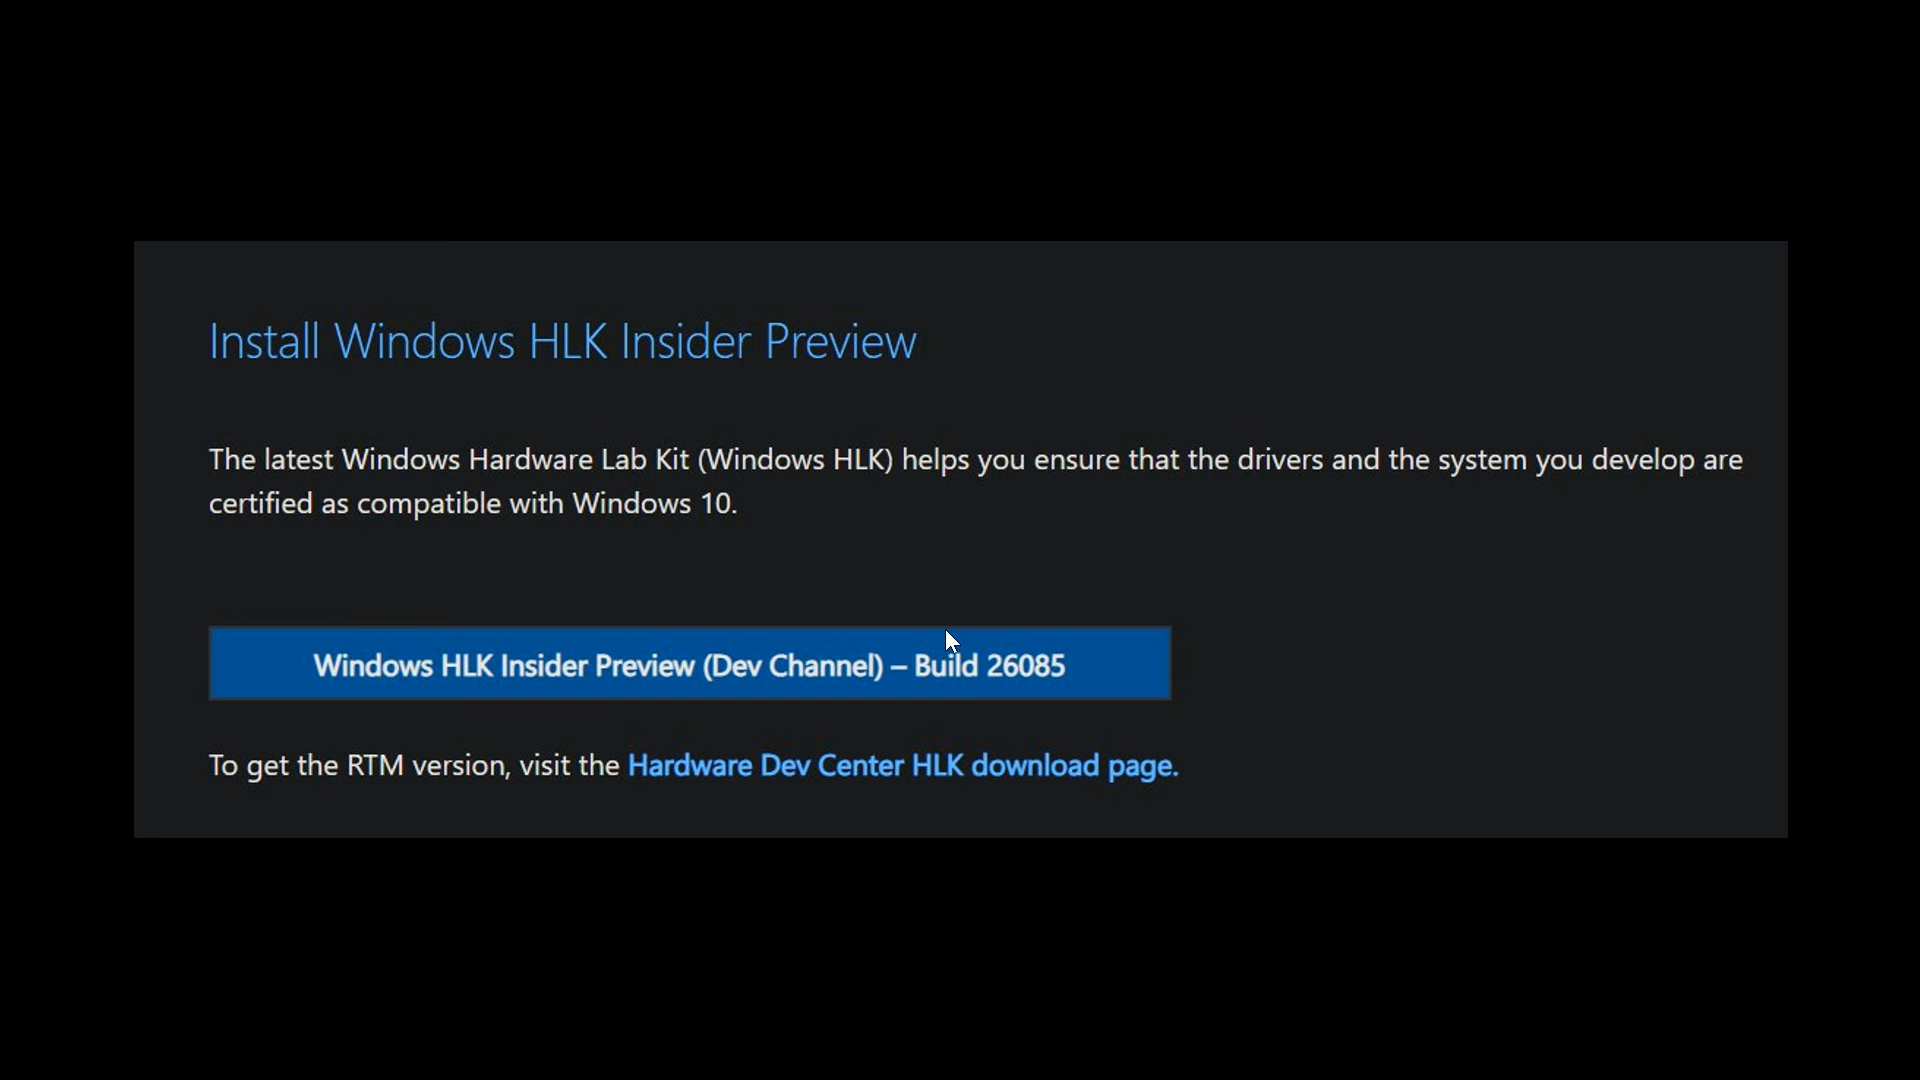 Install Windows HLK Insider Preview
The latest Windows Hardware Lab Kit (Windows HLK) helps you ensure that the drivers and the system you develop are
certified as compatible with Windows 10.
Windows HLK Insider Preview (Dev Channel) – Build 26085
To get the RTM version, visit the Hardware Dev Center HLK download page.